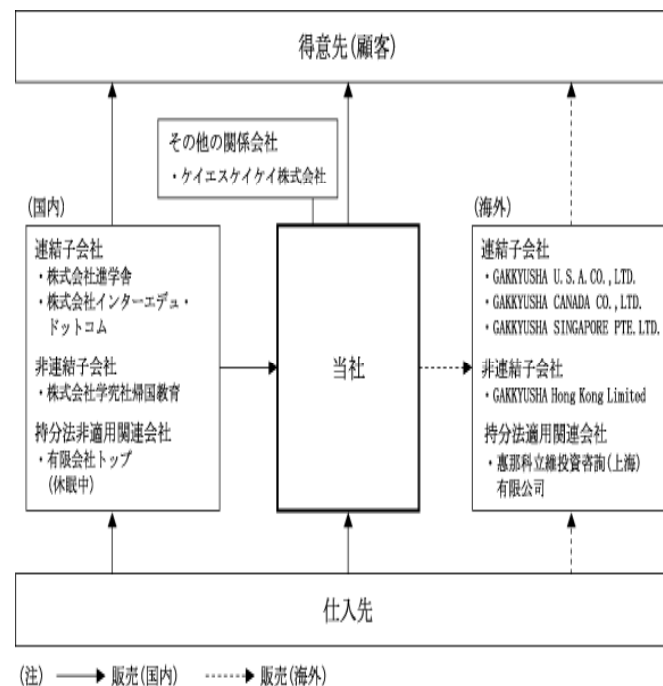 得意先(顧客)
その他の関係会社
・ケイエスケイケイ株式会社
(国内)
連結子会社
・株式会社進学舎
・株式会社インターエデュ・
ドットコム
非連結子会社
・株式会社学究社帰国教育
持分法非適用関連会社
・有限会社トップ
(休眠中)
当社
(海外)
連結子会社
・GAKKYUSHA U.S.A.CO.,LTD.
・GAKKYUSHA CANADA CO.,LTD.
・GAKKYUSHA SINGAPORE PTE.LTD.
非連結子会社
・GAKKYUSHA Hong Kong Limited
持分法適用関連会社
・惠那科立維投資咨詢(上海)
有限公司
仕入先
(注) 販売(国内) 販売(海外)